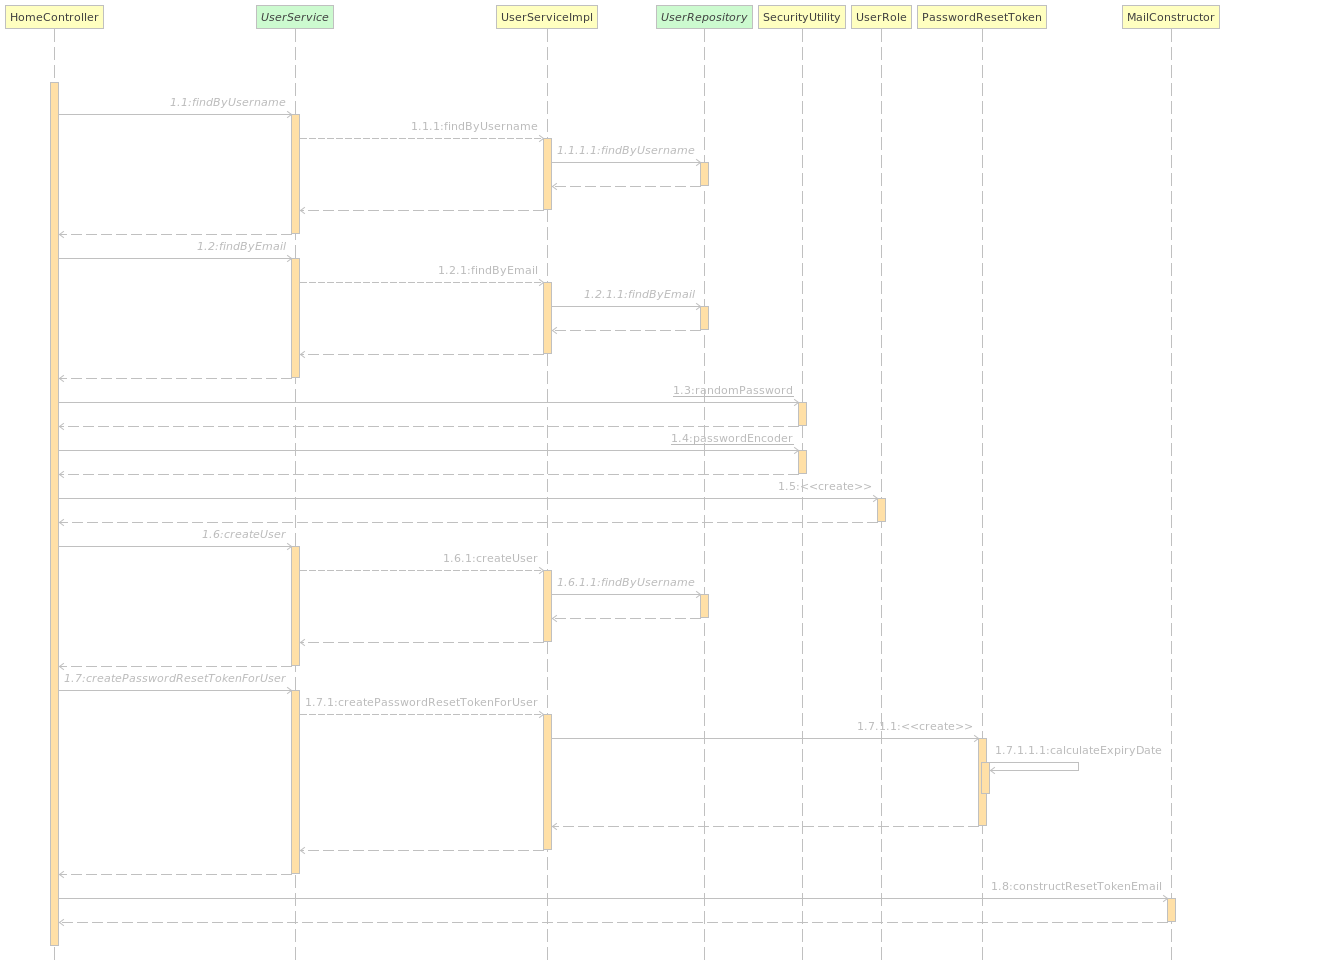 HomeController
UserService
UserServiceImpl
UserRepository
SecurityUtility
UserRole
PasswordResetToken
MailConstructor
1.1:findByUsername
1.1.1:findByUsername
1.1.1.1:findByUsername
1.2:findByEmail
1.2.1:findByEmail
1.2.1.1:findByEmail
1.3:randomPassword
1.4:passwordEncoder
1.5:<<create>>
1.6:createUser
1.6.1:createUser
1.6.1.1:findByUsername
1.7:createPasswordResetTokenForUser
1.7.1:createPasswordResetTokenForUser
1.7.1.1:<<create>>
1.7.1.1.1:calculateExpiryDate
1.8:constructResetTokenEmail